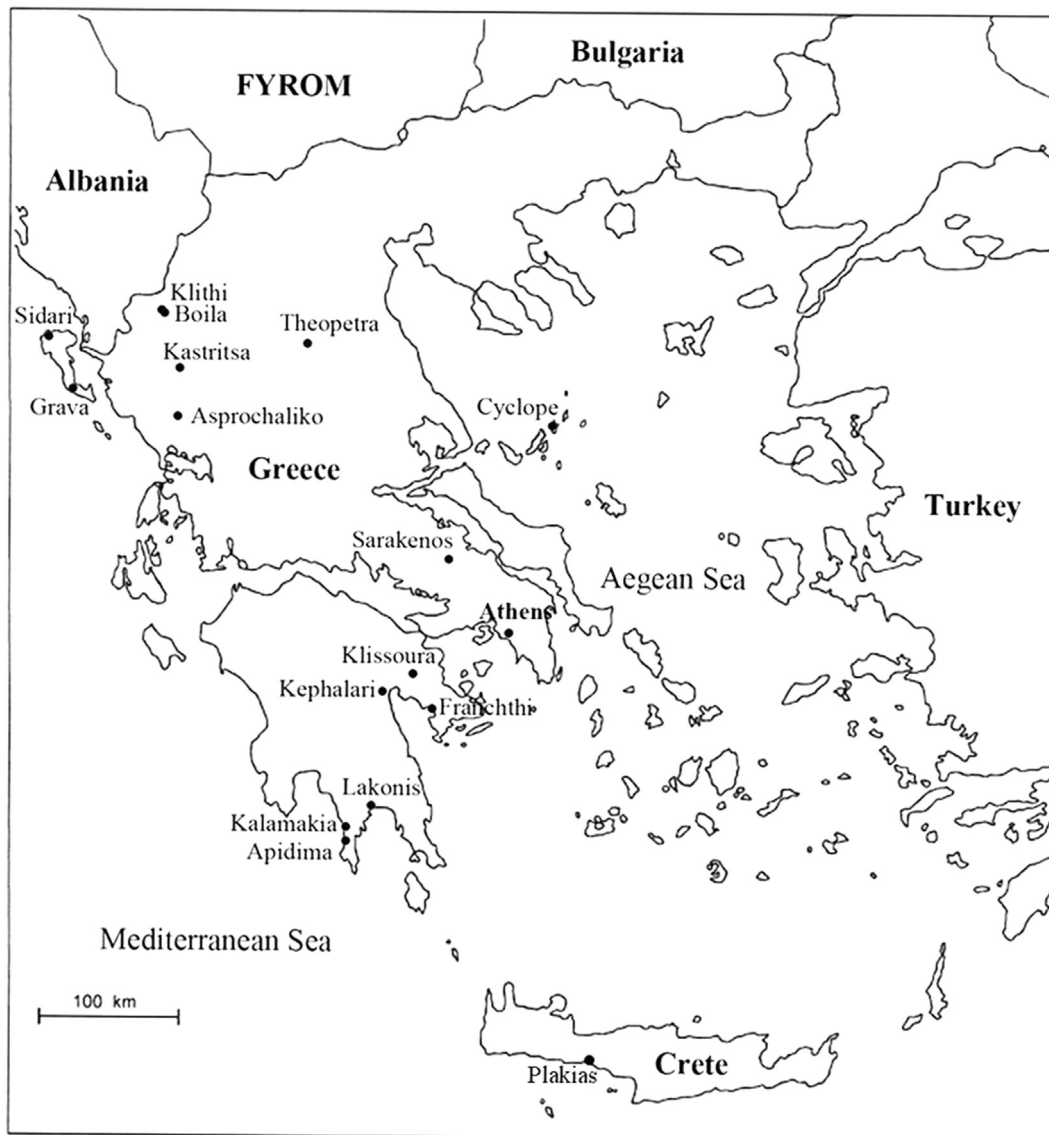 Bulgaria
FYROM
Albania
Klithi
Boila
Sidari
Theopetra
Kastritsa
Grava
Asprochaliko
Cyclope
Greece
Turkey
Sarakenos
Aegean Sea
Athens
Klissoura
Kephalari
Franchthi
Lakonis
Kalamakia
Apidima
Mediterranean Sea
100 km
Crete
Plakias